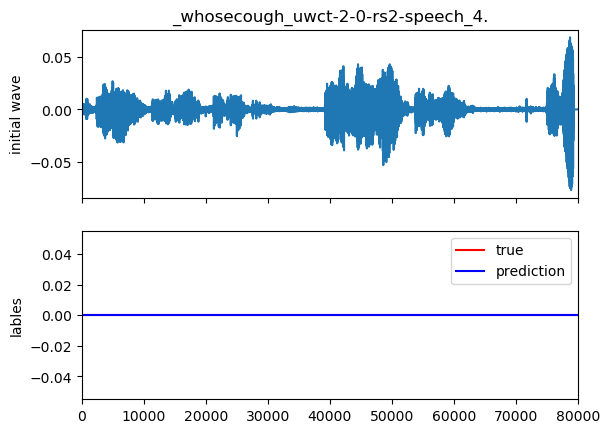 _whosecough_uwct-2-0-rs2-speech_4.
initial wave
0.05
0.00
−0.05
lables
0.04
0.02
0.00
−0.02
−0.04
true
prediction
0 10000 20000 30000 40000 50000 60000 70000 80000